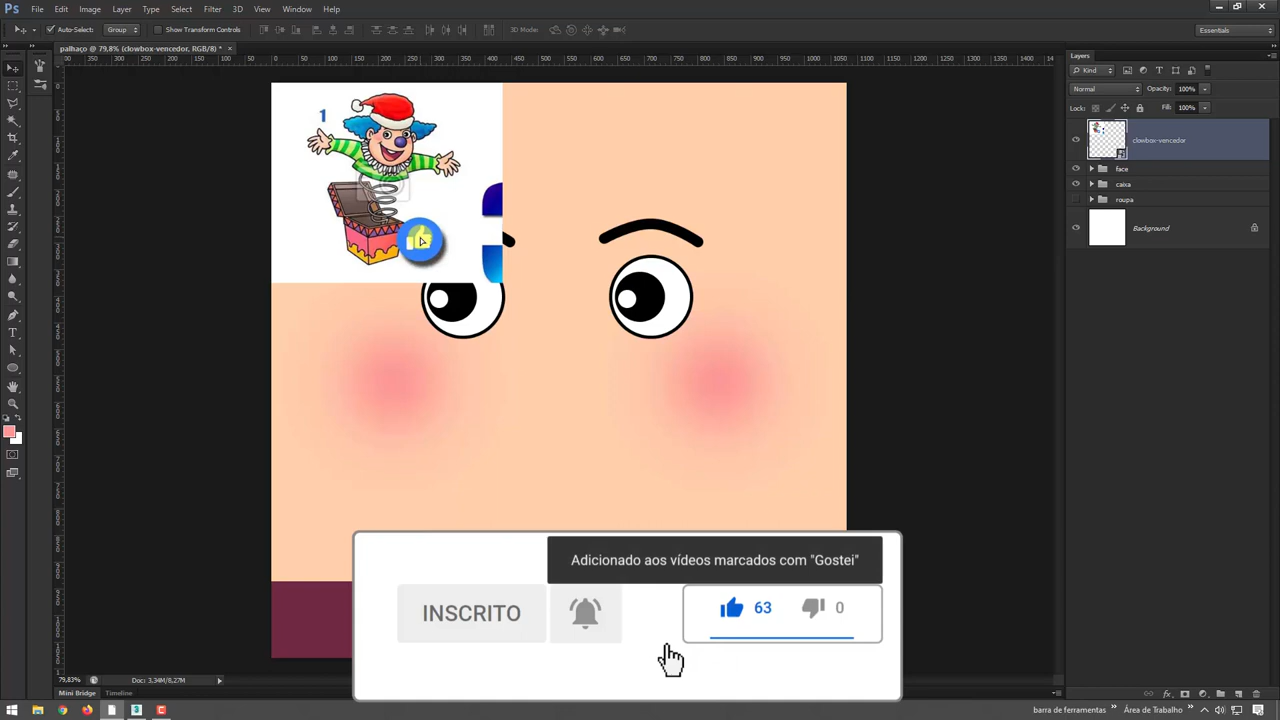 Ps File Edit Image Layer Type Select Filter 3D View Window Help
Auto-Select: Group Show Transform Controls 3D Mode: Essentials
palhaço @ 79,8% (clowbox-vencedor, RGB/8) *
Layers
Kind
Normal Opacity: 100%
Lock: Fill: 100%
clowbox-vencedor
face
caixa
roupa
Background
1
Adicionado aos vídeos marcados com "Gostei"
INSCRITO 63 0
79,83% Doc: 3,34M/8,27M
Mini Bridge Timeline
barra de ferramentas Área de Trabalho